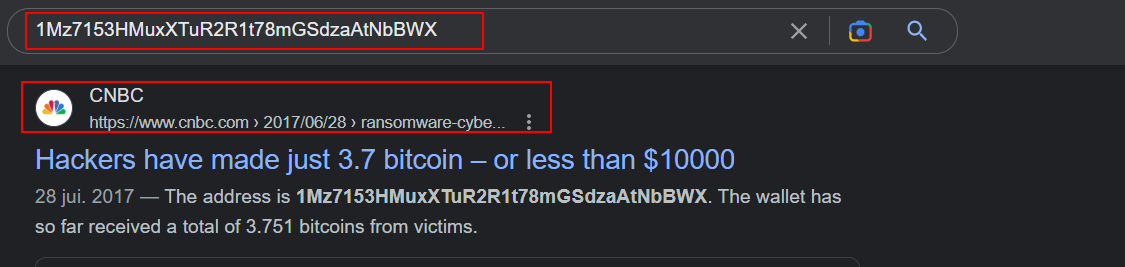 1Mz7153HMuxXTuR2R1t78mGSdzaAtNbBWX
CNBC
https://www.cnbc.com › 2017/06/28 › ransomware-cybe...
Hackers have made just 3.7 bitcoin – or less than $10000
28 jui. 2017 — The address is 1Mz7153HMuxXTuR2R1t78mGSdzaAtNbBWX. The wallet has
so far received a total of 3.751 bitcoins from victims.